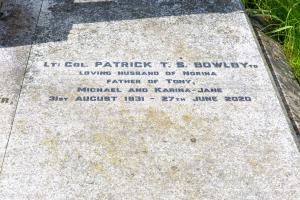 Lt: Col. PATRICK T. S. BOWLBY TD
LOVING HUSBAND OF NORINA
FATHER OF TONY,
MICHAEL AND KARINA-JANE
31ST AUGUST 1931 - 27TH JUNE 2020